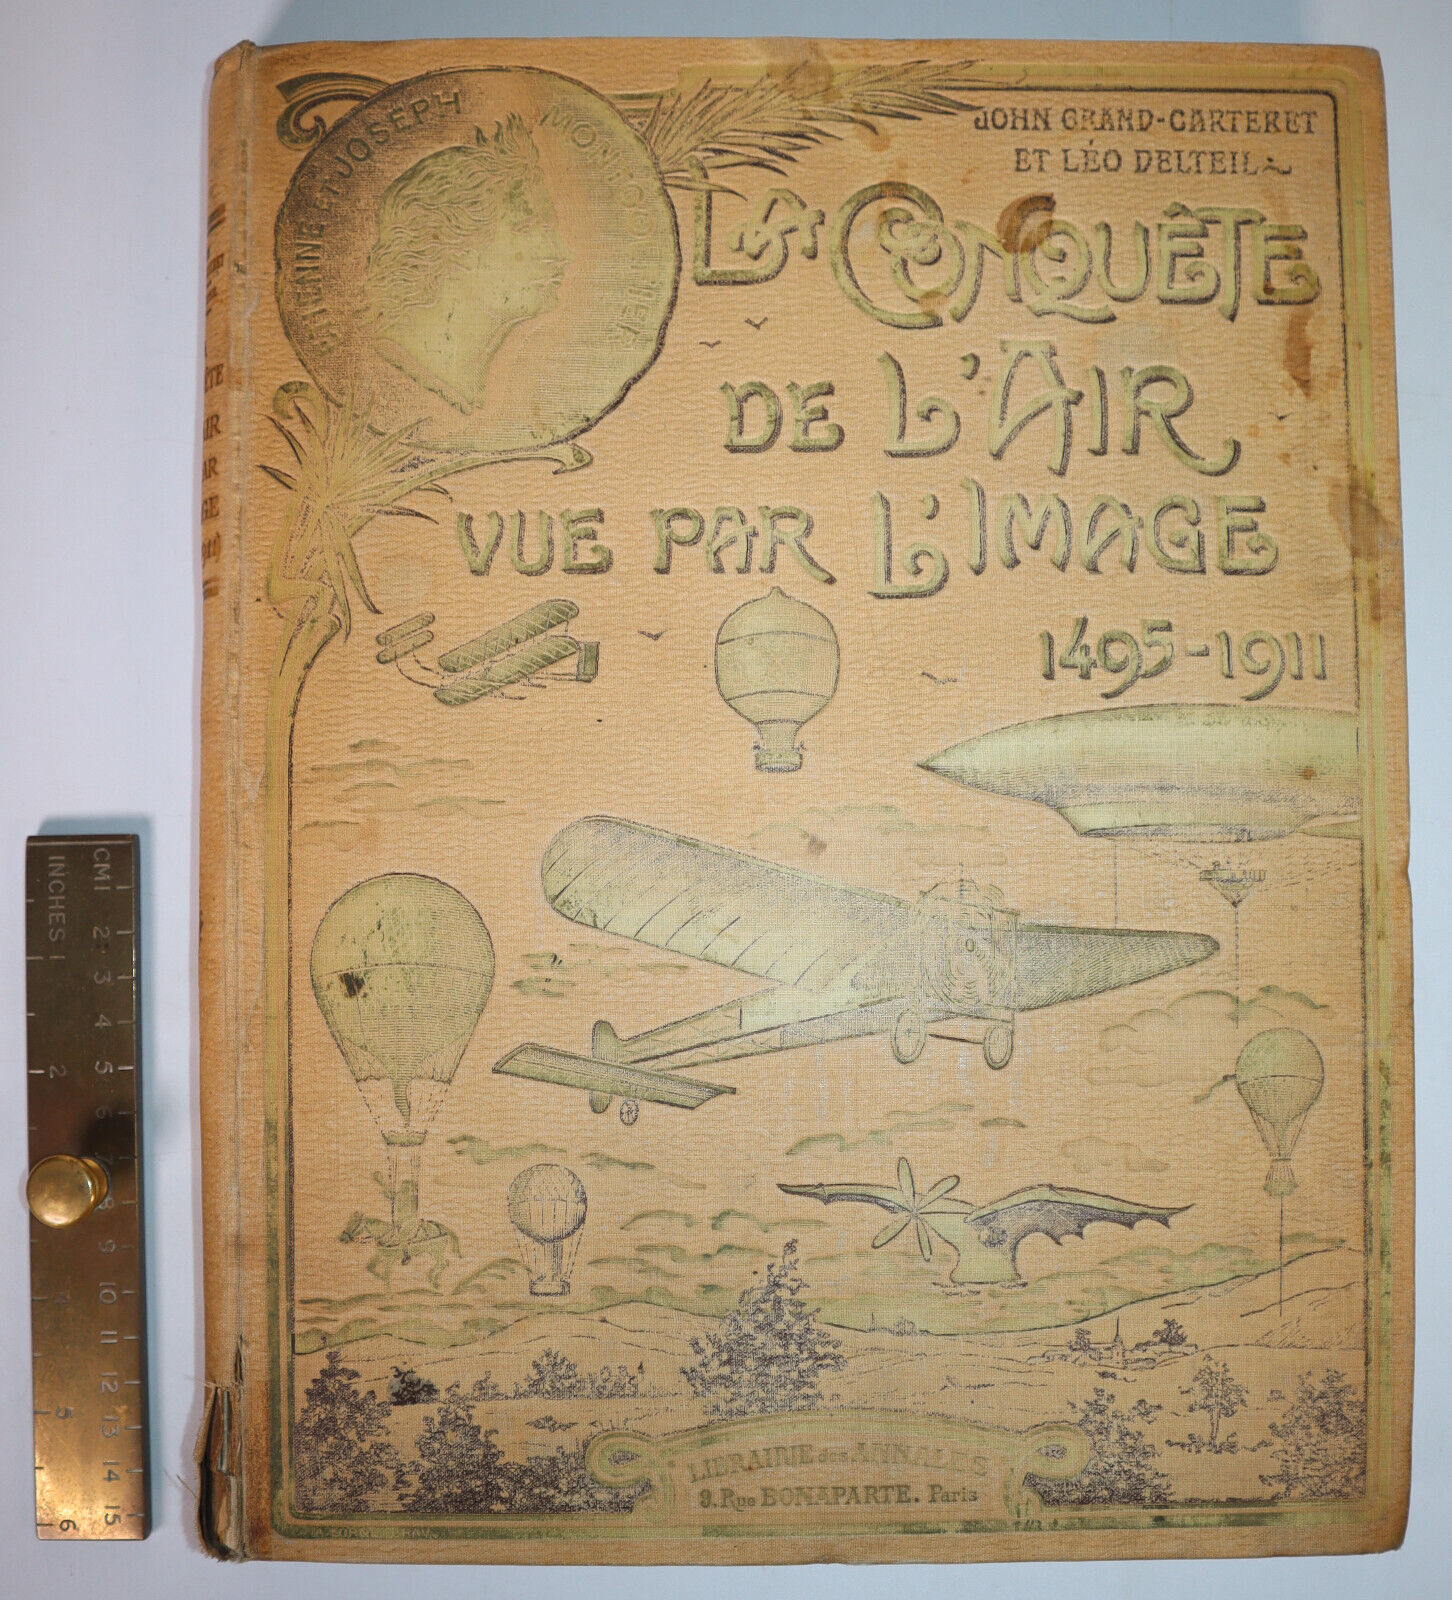 ETIENNE ET JOSEPH MONTGOLFIER
JOHN GRAND-CARTERET
ET LÉO DELTEIL
LA CONQUÊTE
DE L'AIR
VUE PAR L'IMAGE
1495-1911
LIBRAIRIE des ANNALES
9. Rue BONAPARTE. Paris
CM 1 2 3 4 5 6 7 8 9 10 11 12 13 14 15
INCHES 1 2 5 6